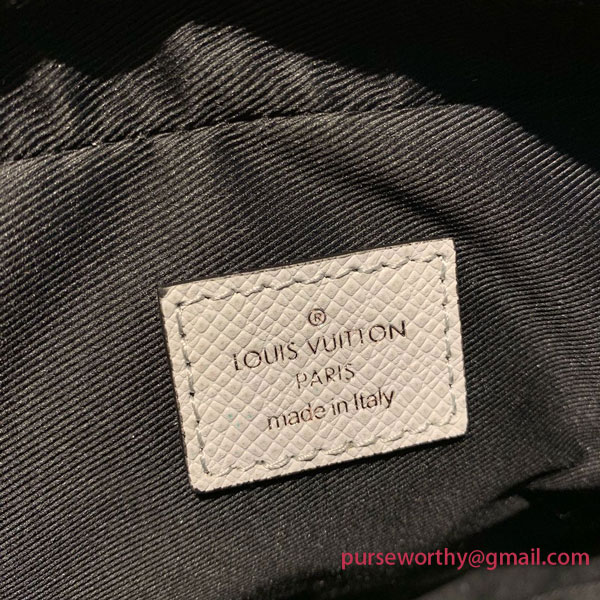 ®
LOUIS VUITTON
PARIS
made in Italy
purseworthy@gmail.com